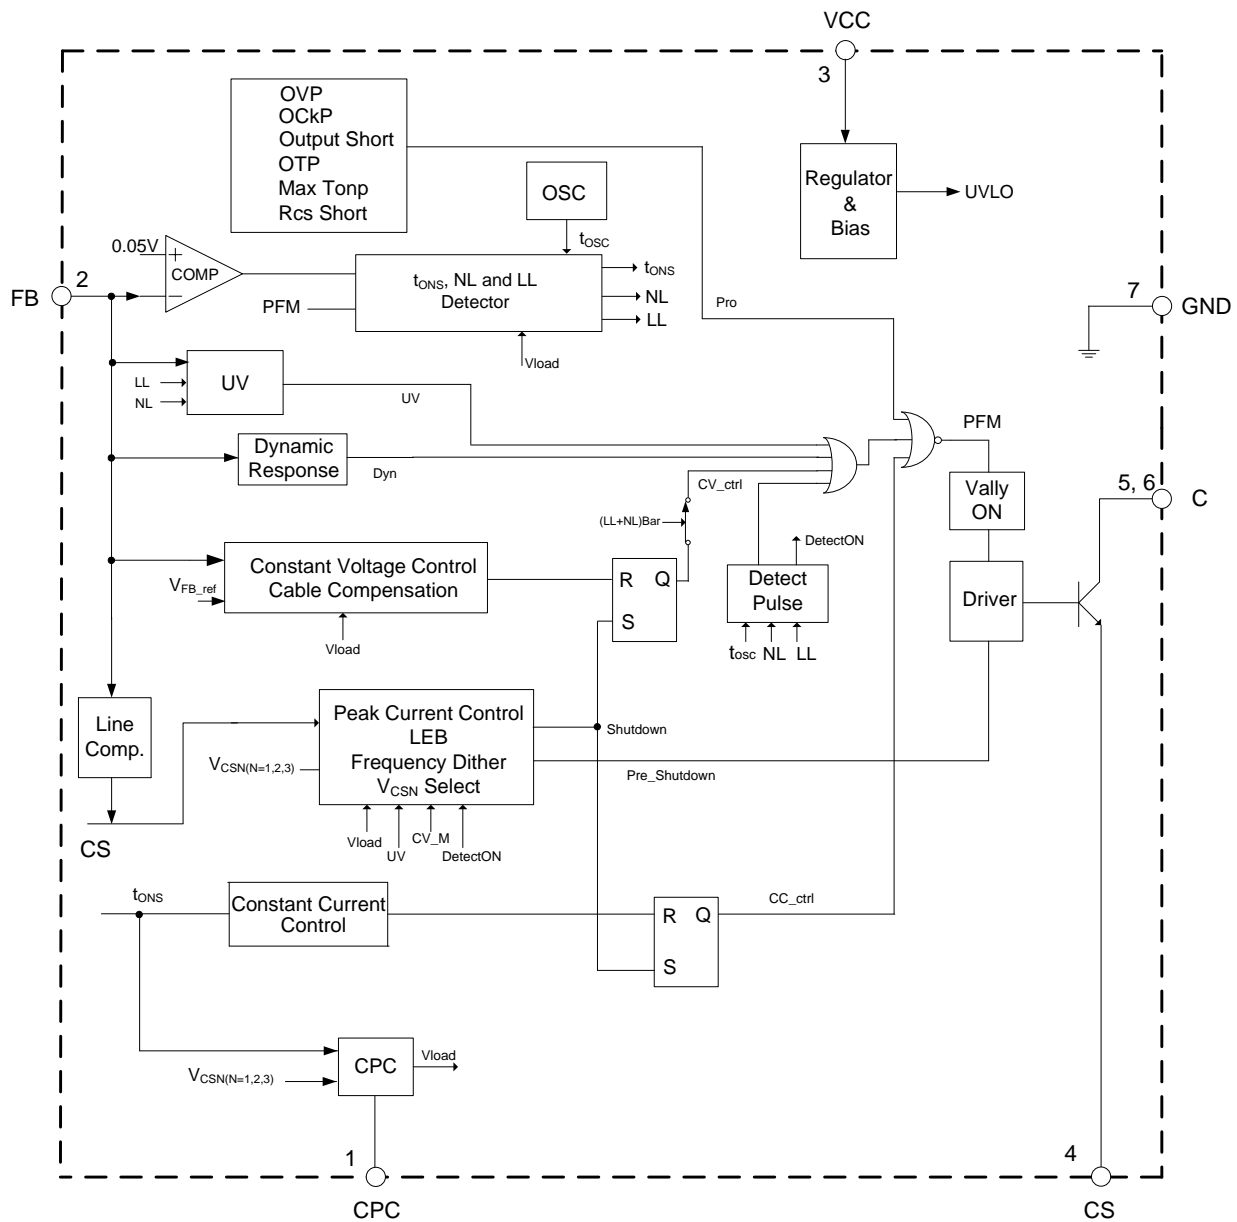 VCC
3
OVP
OCkP
Output Short
OTP
Max Tonp
Rcs Short
OSC
tOSC
Regulator
&
Bias
UVLO
0.05V
+
−
COMP
FB
2
PFM
tONS, NL and LL
Detector
tONS
NL
LL
Vload
Pro
7
GND
LL
NL
UV
UV
Dynamic
Response
Dyn
CV_ctrl
(LL+NL)Bar
PFM
Vally
ON
5, 6
C
VFB_ref
Constant Voltage Control
Cable Compensation
Vload
R
Q
S
DetectON
Detect
Pulse
tosc
NL
LL
Driver
Line
Comp.
CS
VCSN(N=1,2,3)
Peak Current Control
LEB
Frequency Dither
VCSN Select
Shutdown
Pre_Shutdown
Vload
UV
CV_M
DetectON
tONS
Constant Current
Control
R
Q
S
CC_ctrl
VCSN(N=1,2,3)
CPC
Vload
1
CPC
4
CS